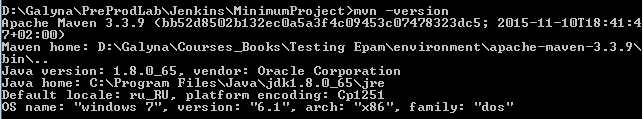 D:\Galyna\PreProdLab\Jenkins\MinimumProject>mvn -version
Apache Maven 3.3.9 (bb52d8502b132ec0a5a3f4c09453c07478323dc5; 2015-11-10T18:41:4
7+02:00)
Maven home: D:\Galyna\Courses_Books\Testing Epam\environment\apache-maven-3.3.9\
bin\..
Java version: 1.8.0_65, vendor: Oracle Corporation
Java home: C:\Program Files\Java\jdk1.8.0_65\jre
Default locale: ru_RU, platform encoding: Cp1251
OS name: "windows 7", version: "6.1", arch: "x86", family: "dos"